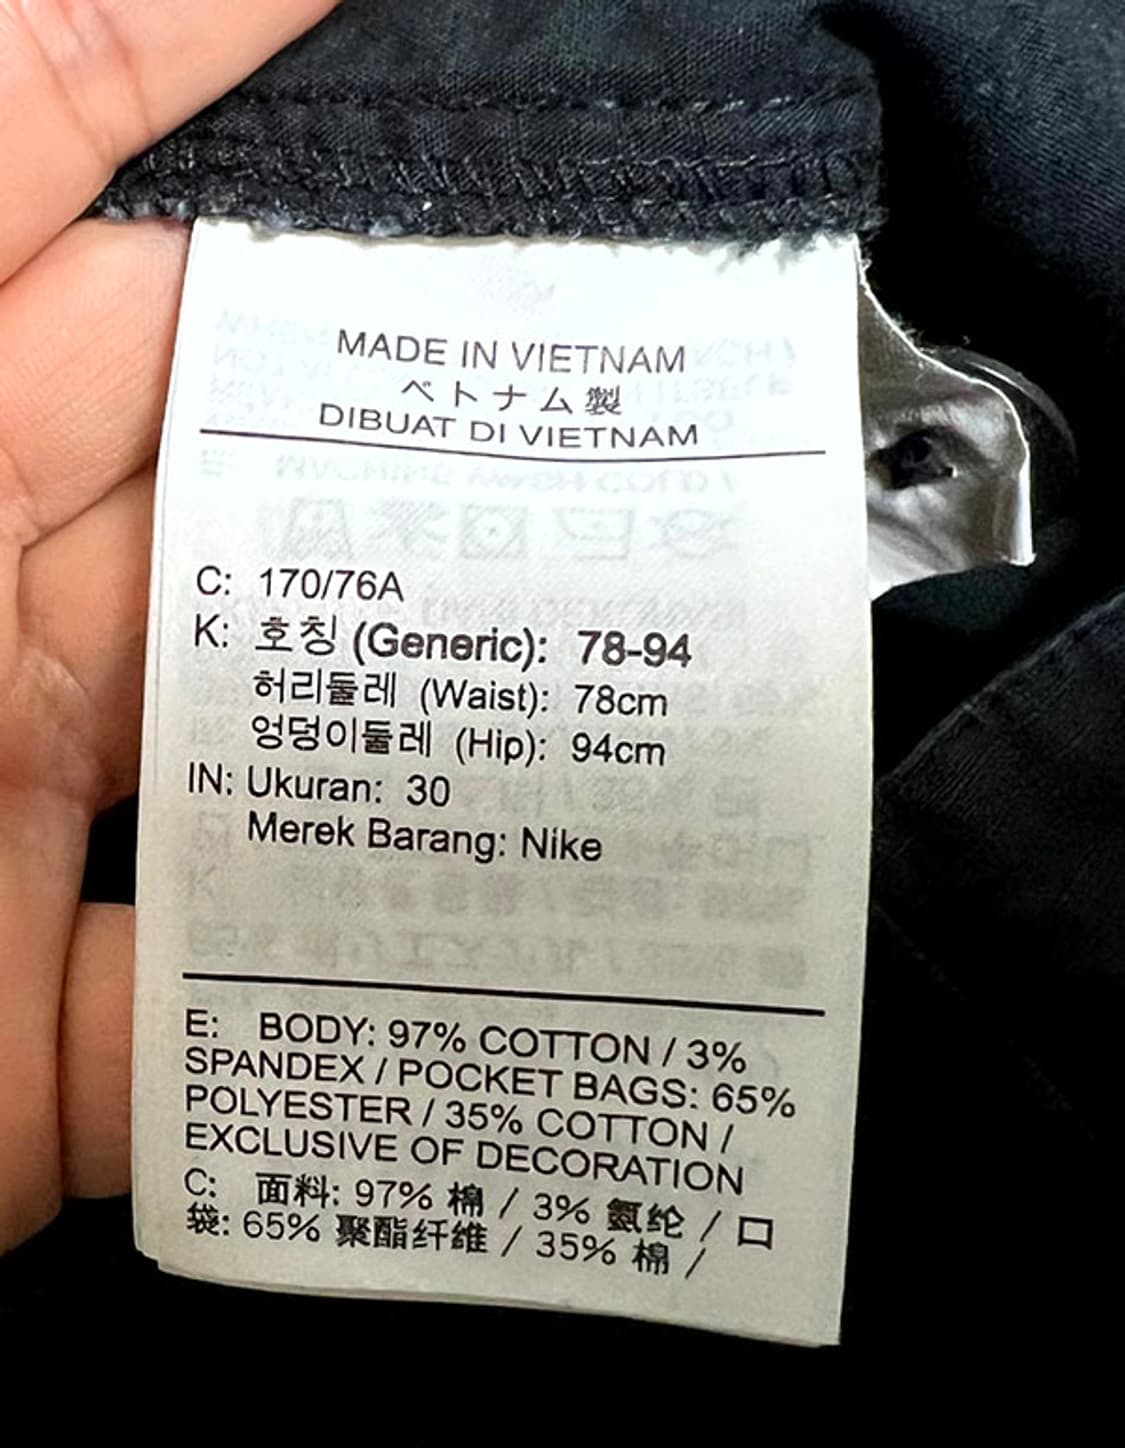 MADE IN VIETNAM
ベトナム製
DIBUAT DI VIETNAM
C: 170/76A
K: 호칭 (Generic): 78-94
허리둘레 (Waist): 78cm
엉덩이둘레 (Hip): 94cm
IN: Ukuran: 30
Merek Barang: Nike
E: BODY: 97% COTTON / 3%
SPANDEX / POCKET BAGS: 65%
POLYESTER / 35% COTTON /
EXCLUSIVE OF DECORATION
C: 面料: 97% 棉 / 3% 氨纶 / 口
袋: 65% 聚酯纤维 / 35% 棉 /